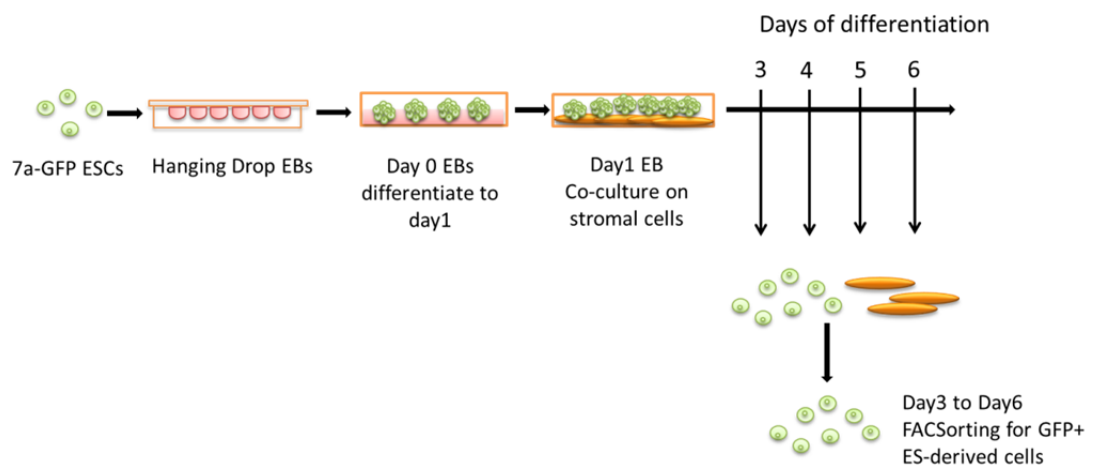 Days of differentiation
3 4 5 6
7a-GFP ESCs
Hanging Drop EBs
Day 0 EBs
differentiate to
day1
Day1 EB
Co-culture on
stromal cells
Day3 to Day6
FACSorting for GFP+
ES-derived cells